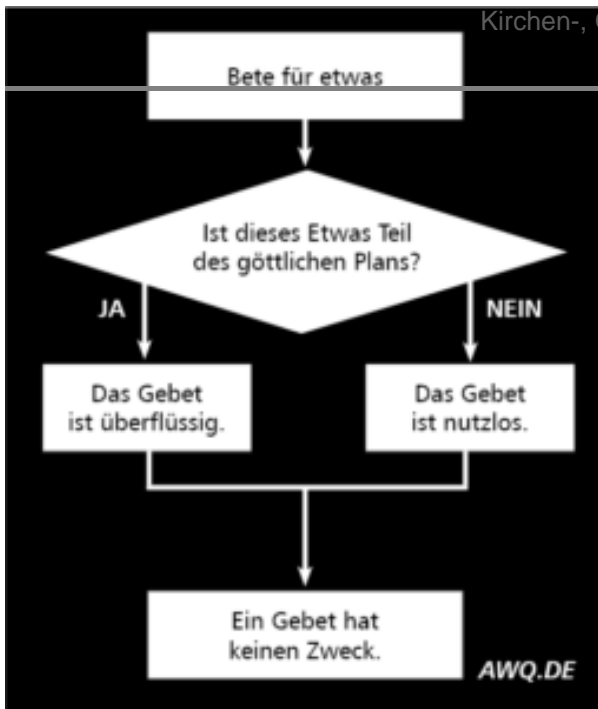 Kirchen-,
Bete für etwas
Ist dieses Etwas Teil
des göttlichen Plans?
JA
NEIN
Das Gebet
ist überflüssig.
Das Gebet
ist nutzlos.
Ein Gebet hat
keinen Zweck.
AWQ.DE